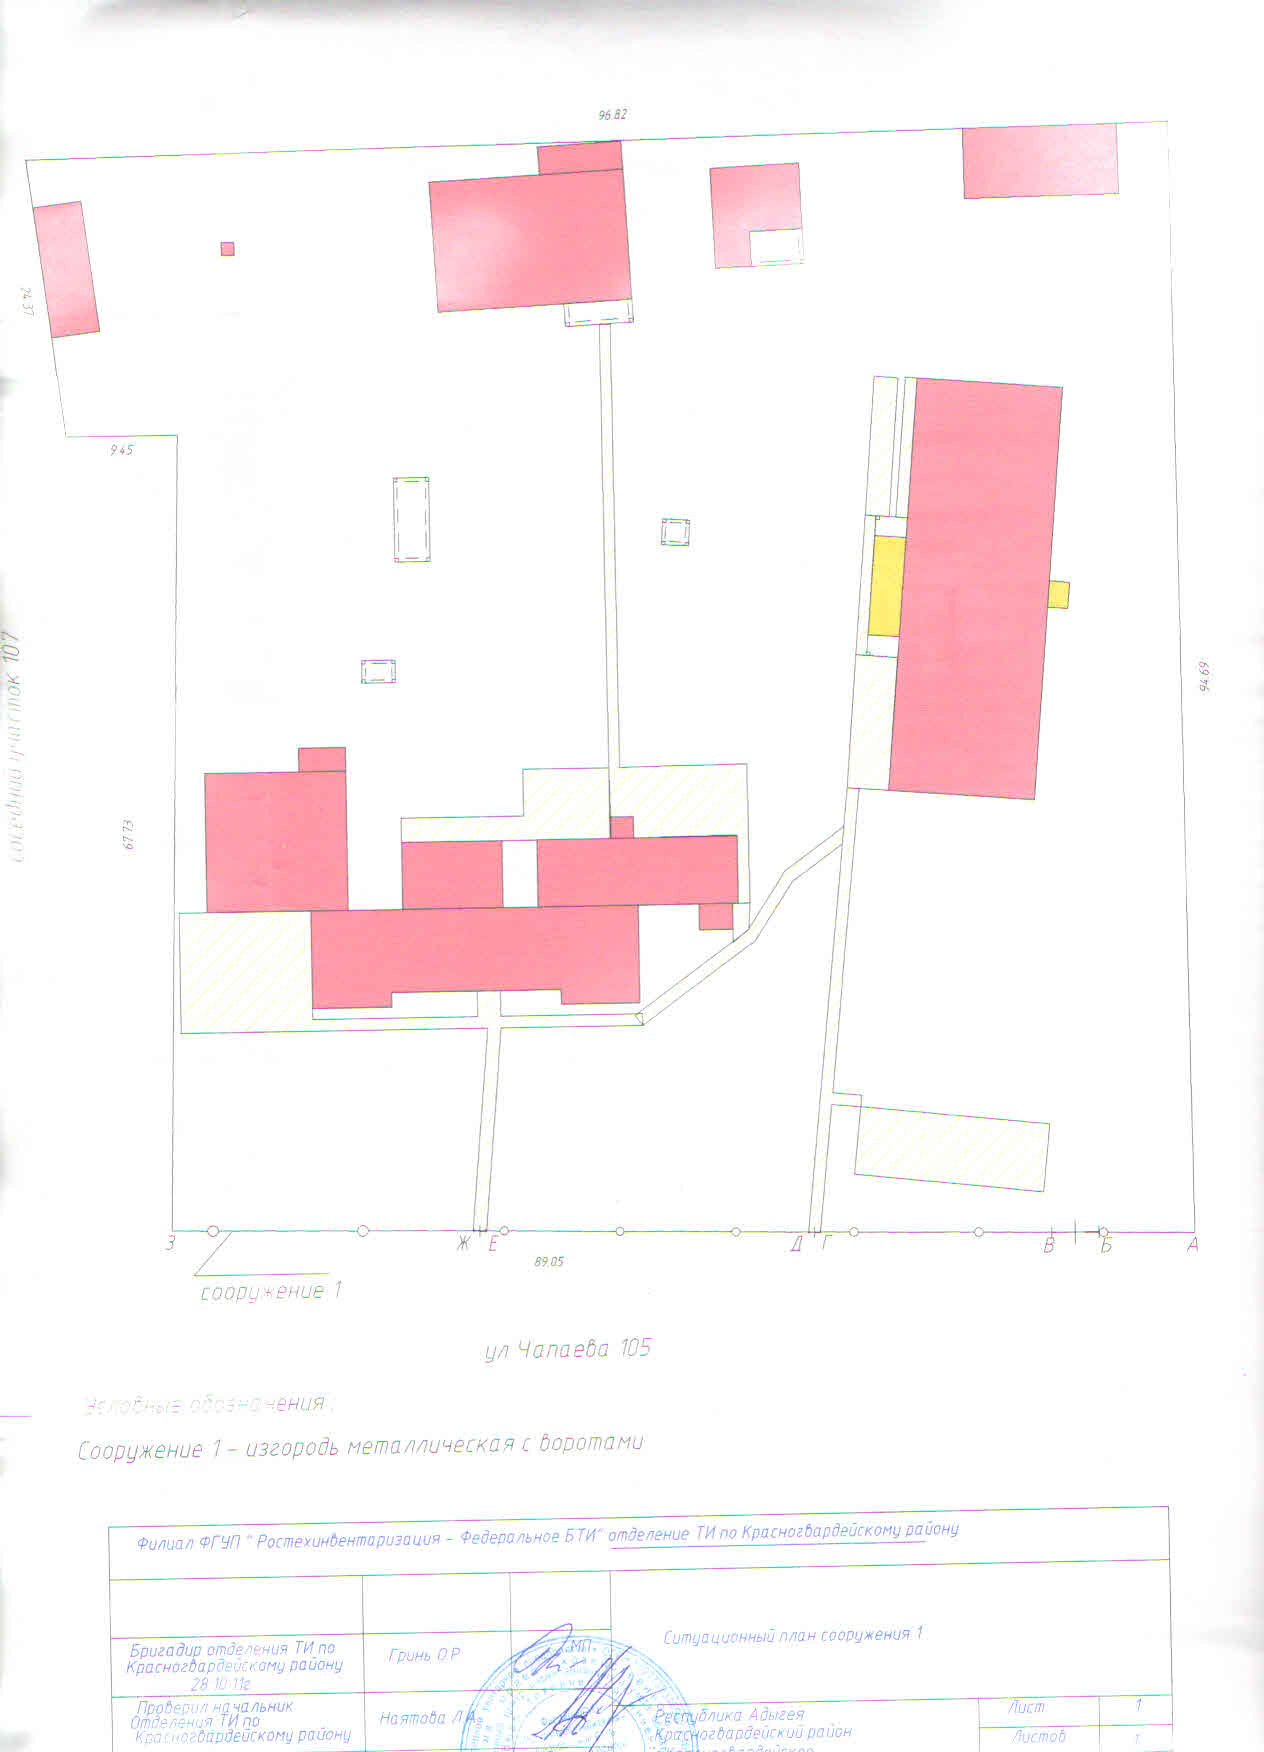 96.82
24.37
9.45
соседний участок 107
67.73
94.69
З Ж Е Д Г В Б А
89.05
сооружение 1
ул Чапаева 105
Условные обозначения:
Сооружение 1 – изгородь металлическая с воротами
Филиал ФГУП "Ростехинвентаризация – Федеральное БТИ" отделение ТИ по Красногвардейскому району
Бригадир отделения ТИ по
Красногвардейскому району
28.10.11г
Гринь О.Р
МП.
Ситуационный план сооружения 1
Проверил начальник
Отделения ТИ по
Красногвардейскому району
Наятова Л.А.
Республика Адыгея
Красногвардейский район
Лист 1
Листов